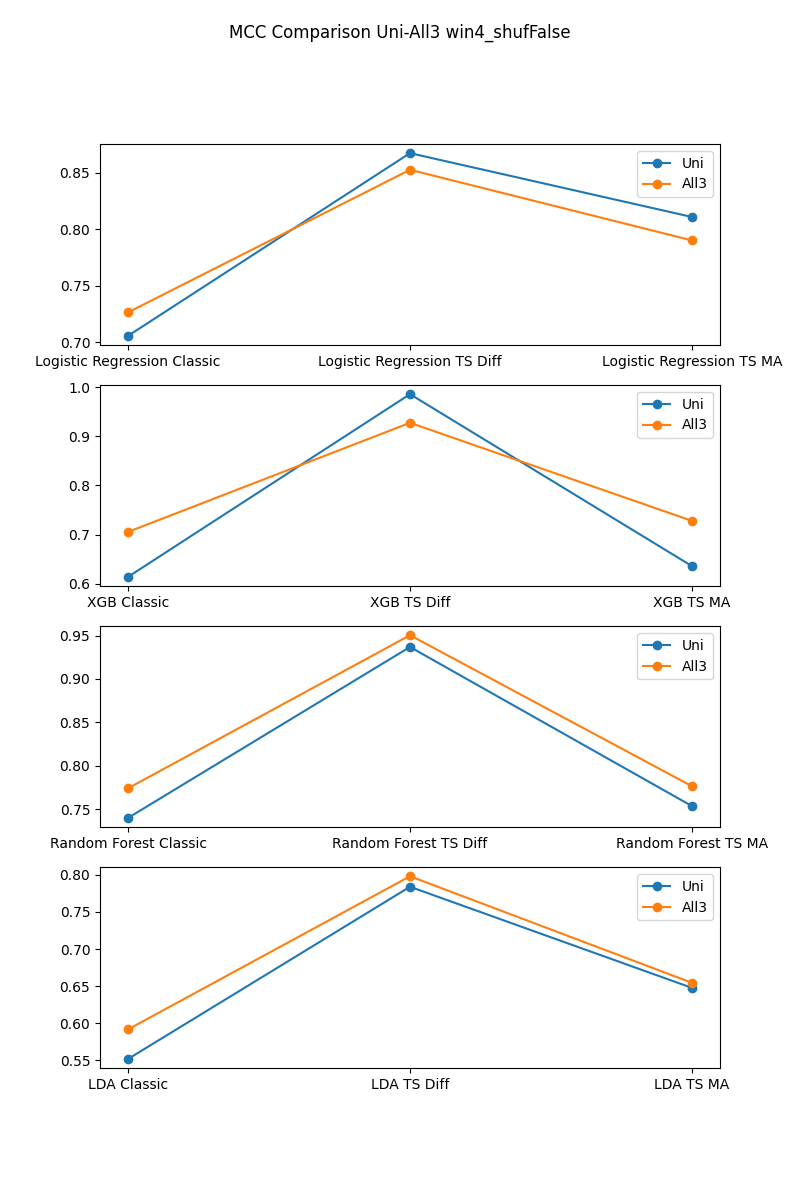 MCC Comparison Uni-All3 win4_shufFalse
Uni
All3
0.85
0.80
0.75
0.70
Logistic Regression Classic
Logistic Regression TS Diff
Logistic Regression TS MA
Uni
All3
1.0
0.9
0.8
0.7
0.6
XGB Classic
XGB TS Diff
XGB TS MA
Uni
All3
0.95
0.90
0.85
0.80
0.75
Random Forest Classic
Random Forest TS Diff
Random Forest TS MA
Uni
All3
0.80
0.75
0.70
0.65
0.60
0.55
LDA Classic
LDA TS Diff
LDA TS MA